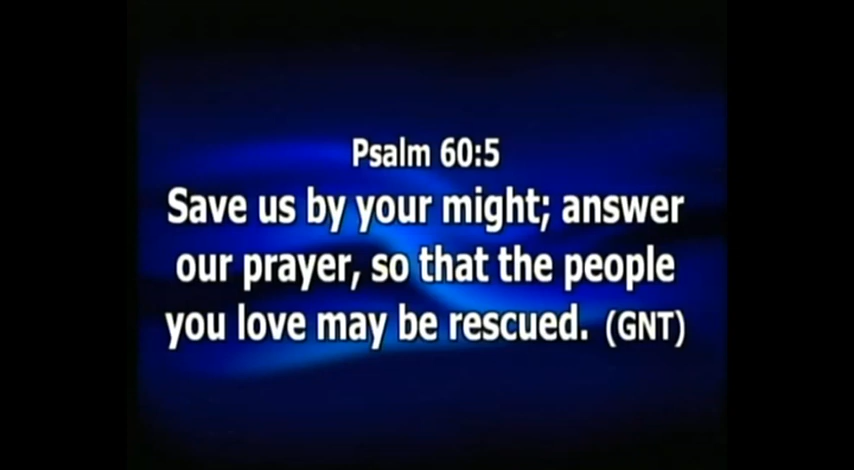 Psalm 60:5
Save us by your might; answer
our prayer, so that the people
you love may be rescued. (GNT)